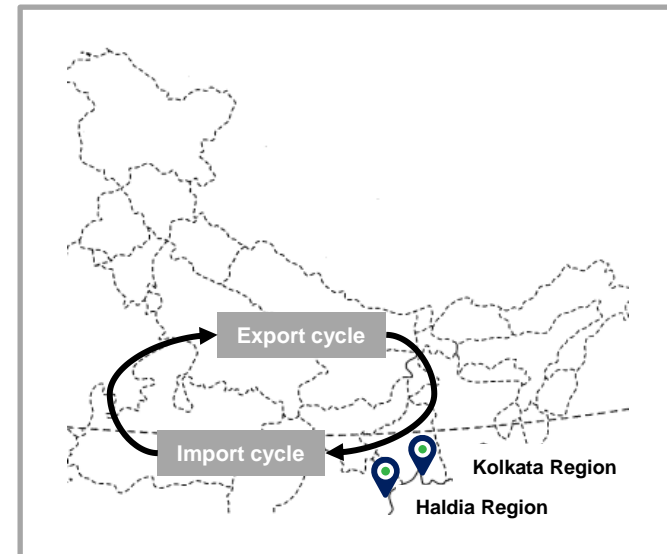 Export cycle
Import cycle
Kolkata Region
Haldia Region